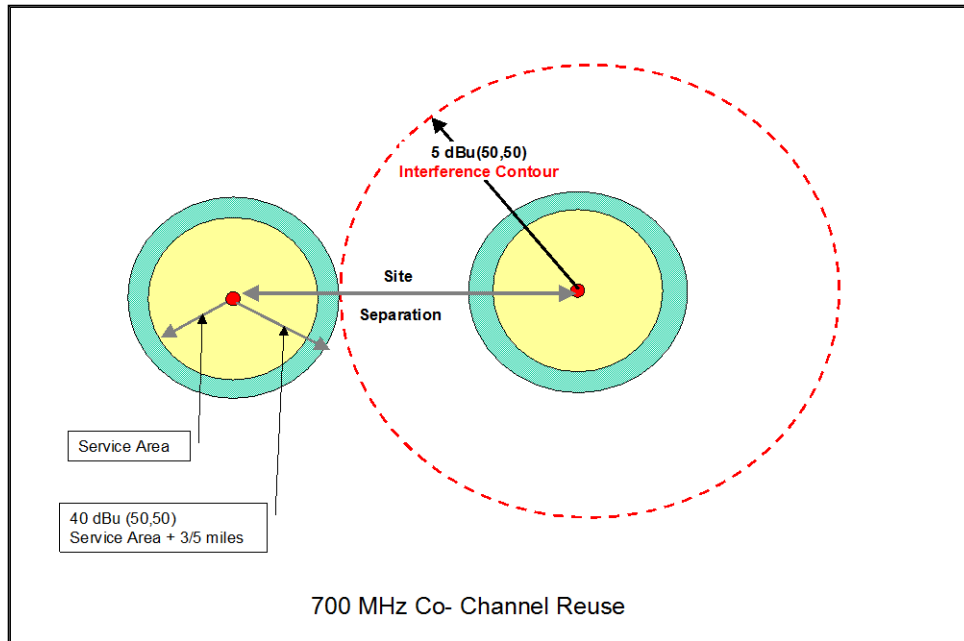 5 dBu(50,50)
Interference Contour
Site
Separation
Service Area
40 dBu (50,50)
Service Area + 3/5 miles
700 MHz Co- Channel Reuse